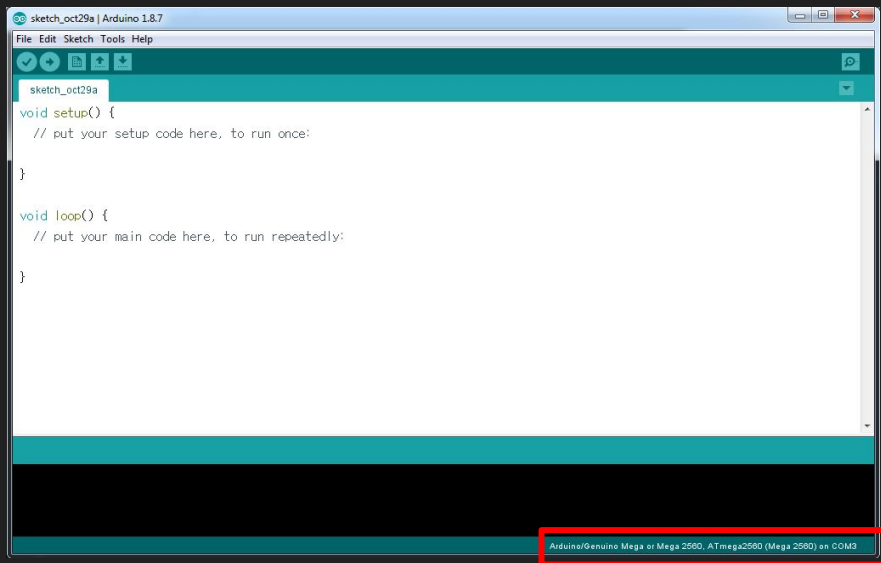 sketch_oct29a | Arduino 1.8.7
File Edit Sketch Tools Help
sketch_oct29a
void setup() {
  // put your setup code here, to run once:
}
void loop() {
  // put your main code here, to run repeatedly:
}
Arduino/Genuino Mega or Mega 2560, ATmega2560 (Mega 2560) on COM3